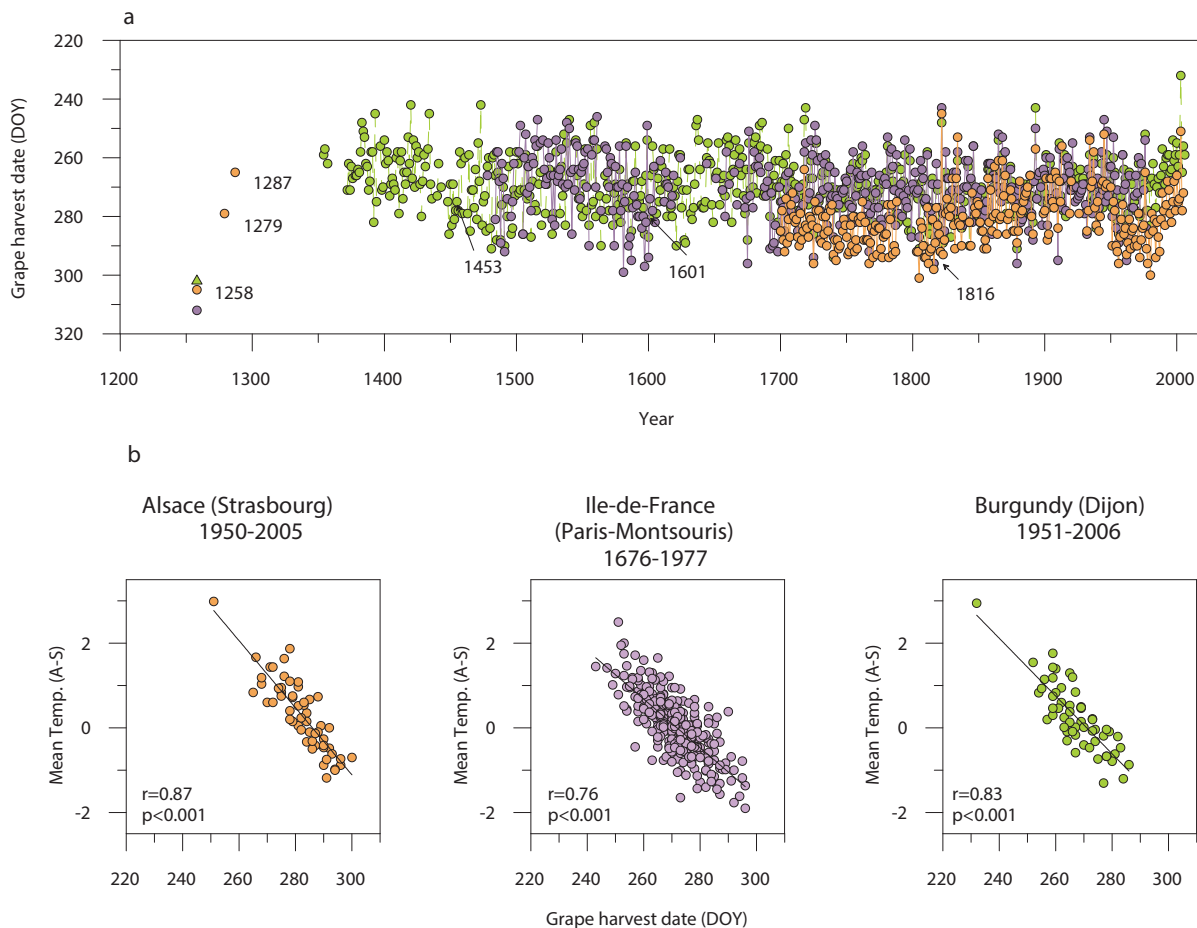 a
220
240
260
280
300
320
Grape harvest date (DOY)
1287
1279
1258
1453
1601
1816
1200
1300
1400
1500
1600
1700
1800
1900
2000
Year
b
Alsace (Strasbourg)
1950-2005
Mean Temp. (A-S)
2
0
-2
r=0.87
p<0.001
220
240
260
280
300
Ile-de-France
(Paris-Montsouris)
1676-1977
Mean Temp. (A-S)
2
0
-2
r=0.76
p<0.001
220
240
260
280
300
Burgundy (Dijon)
1951-2006
Mean Temp. (A-S)
2
0
-2
r=0.83
p<0.001
220
240
260
280
300
Grape harvest date (DOY)